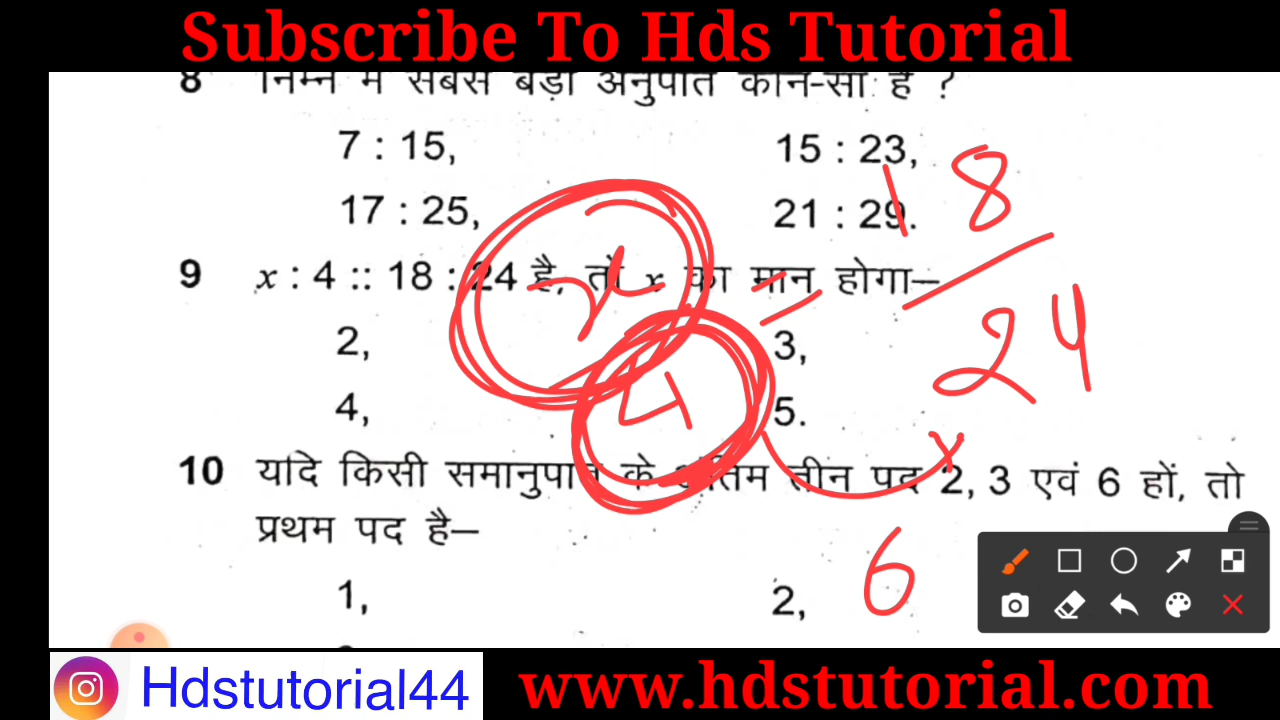 Subscribe To Hds Tutorial
8 निम्न में सबसे बड़ा अनुपात कौन-सा है ?
7 : 15, 15 : 23,
17 : 25, 21 : 29.
9 x : 4 :: 18 : 24 है, तो x का मान होगा–
2, 3,
4, 5.
10 यदि किसी समानुपात के अंतिम तीन पद 2, 3 एवं 6 हों, तो
प्रथम पद है–
1, 2,
x = 18
4 24
6
Hdstutorial44 www.hdstutorial.com